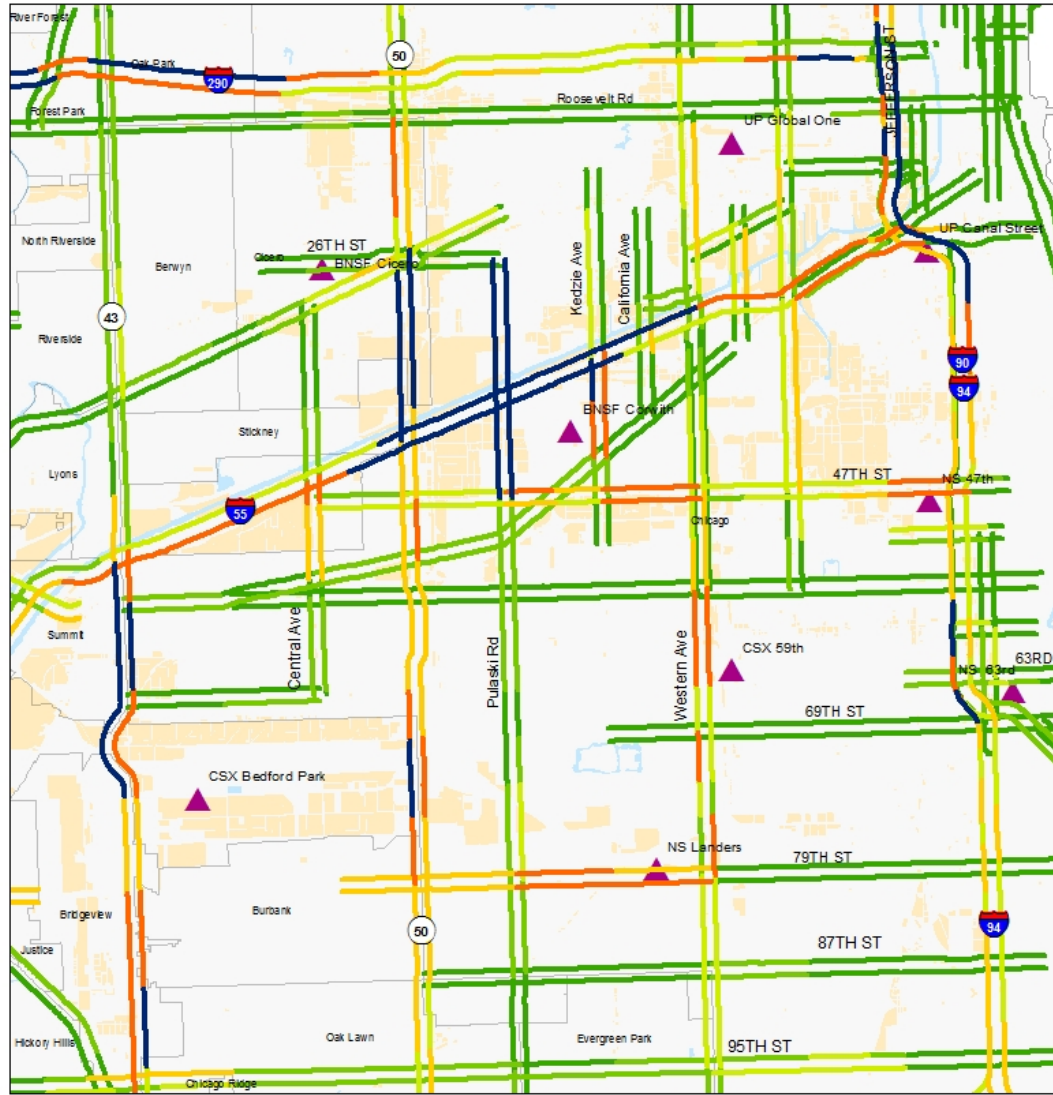 River Forest
50
JEFFERSON ST
Oak Park
290
Roosevelt Rd
Forest Park
UP Global One
UP Canal Street
North Riverside
26TH ST
Cicero
Berwyn
BNSF Cicero
Kedzie Ave
California Ave
43
Riverside
90
94
BNSF Corwith
Stickney
Lyons
47TH ST
NS 47th
55
Chicago
Summit
Central Ave
Pulaski Rd
Western Ave
CSX 59th
63RD
NS 63rd
69TH ST
CSX Bedford Park
NS Landers
79TH ST
Bridgeview
Burbank
50
94
Justice
87TH ST
Hickory Hills
Oak Lawn
Evergreen Park
95TH ST
Chicago Ridge